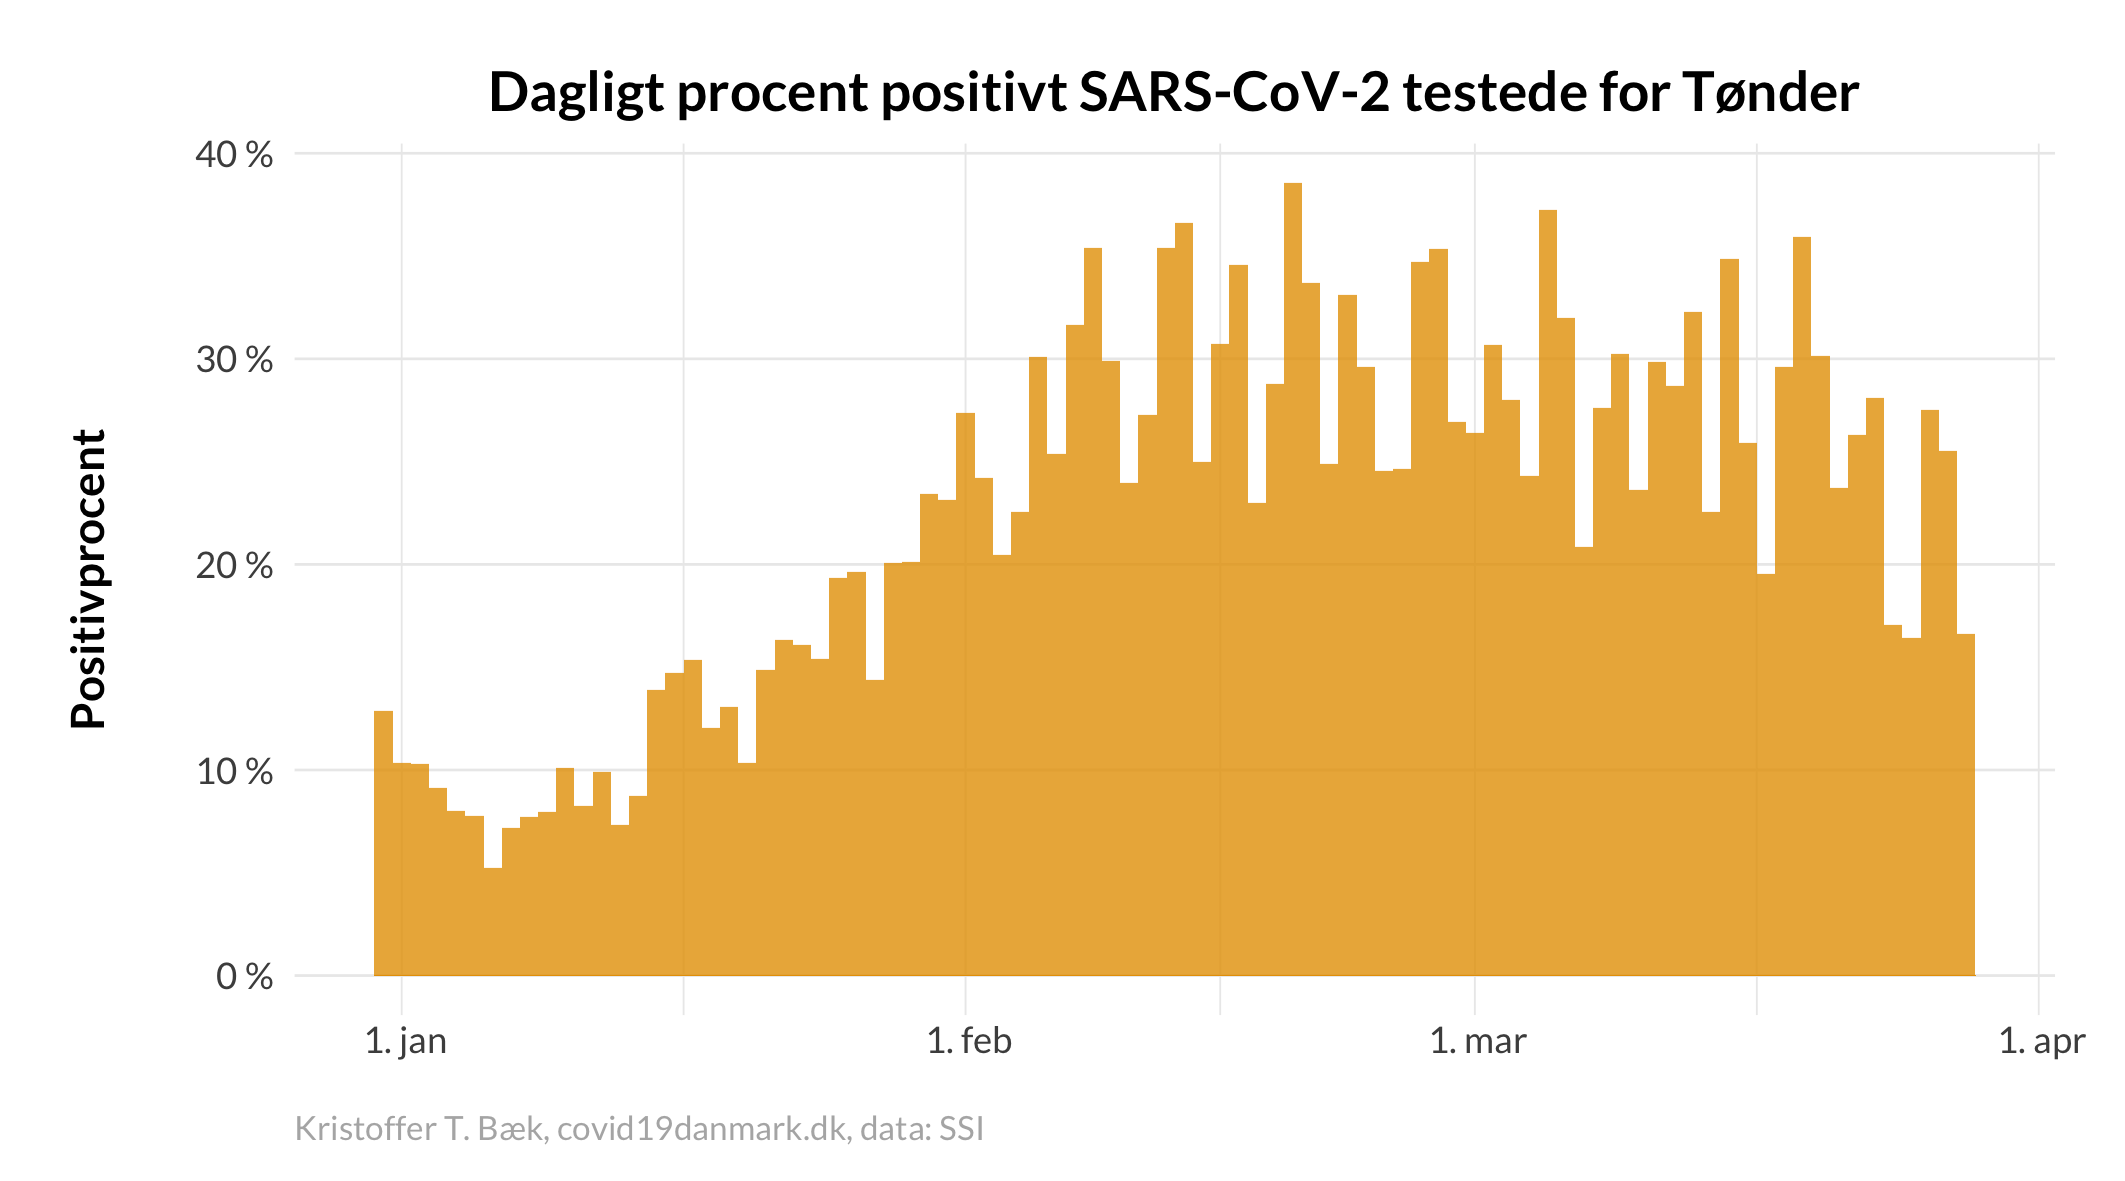 Dagligt procent positivt SARS-CoV-2 testede for Tønder
Positivprocent
40 %
30 %
20 %
10 %
0 %
1. jan
1. feb
1. mar
1. apr
Kristoffer T. Bæk, covid19danmark.dk, data: SSI